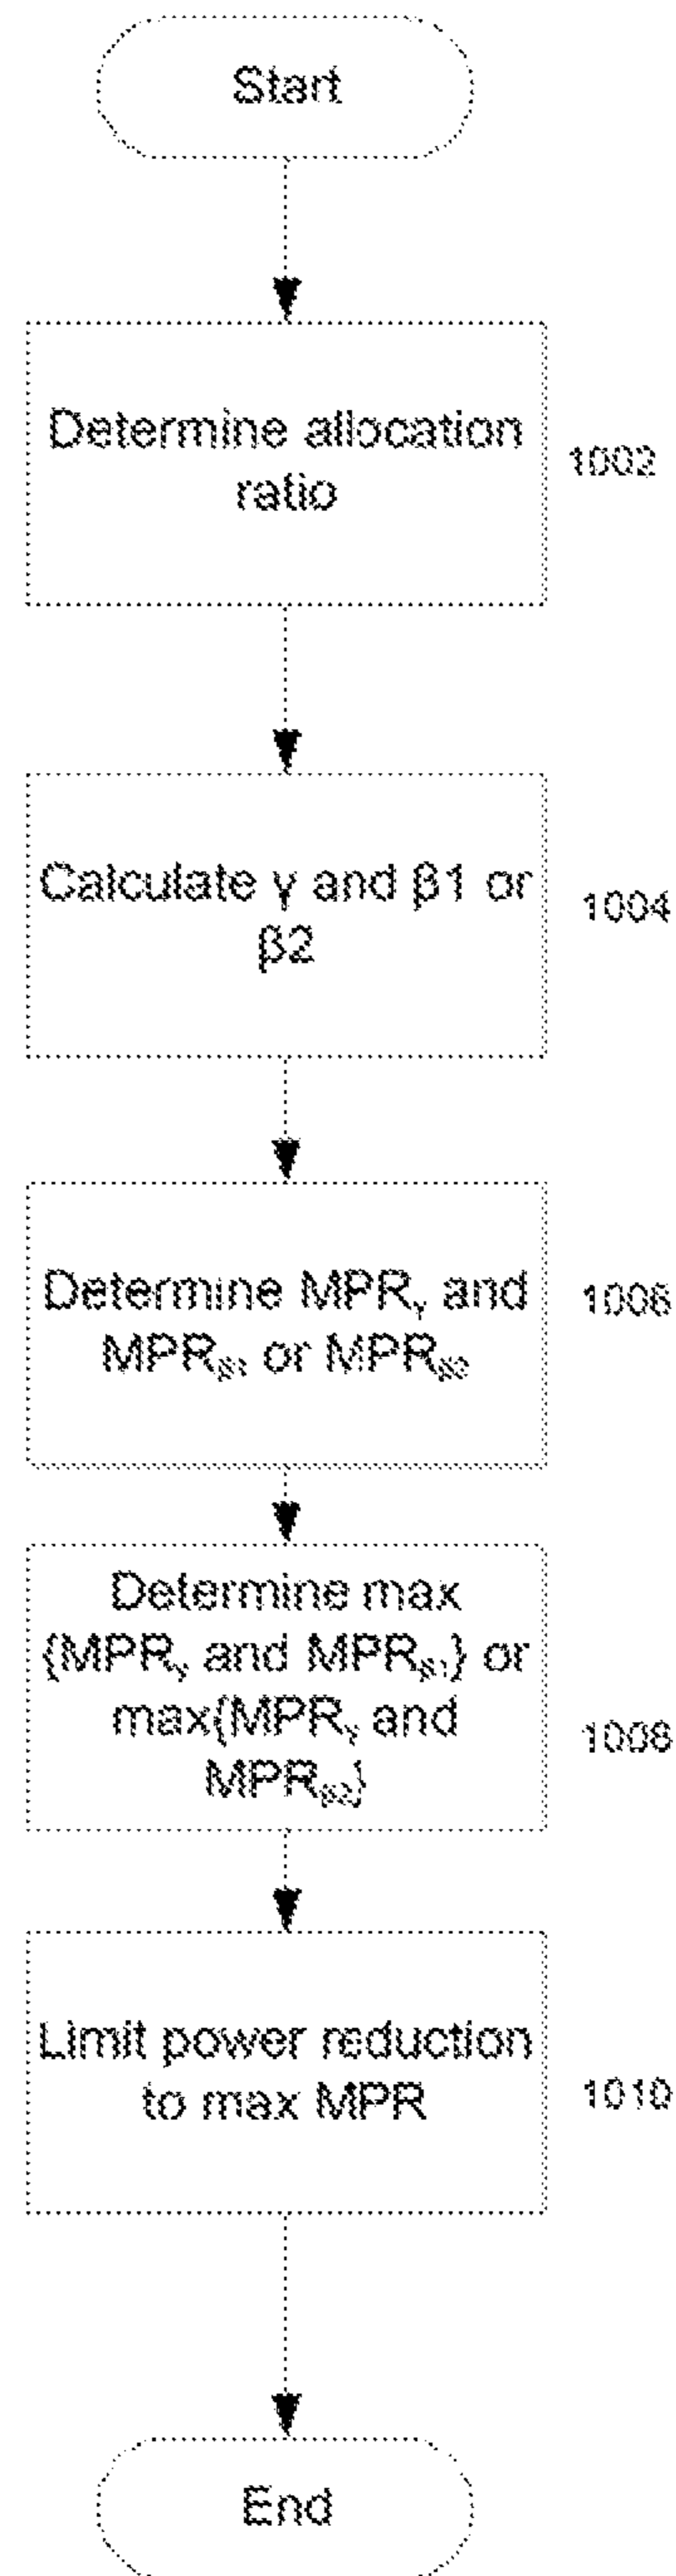 Start
Determine allocation
ratio
1002
Calculate γ and β1 or
β2
1004
Determine MPRγ and
MPRβ1 or MPRβ2
1006
Determine max
{MPRγ and MPRβ1} or
max{MPRγ and
MPRβ2}
1008
Limit power reduction
to max MPR
1010
End